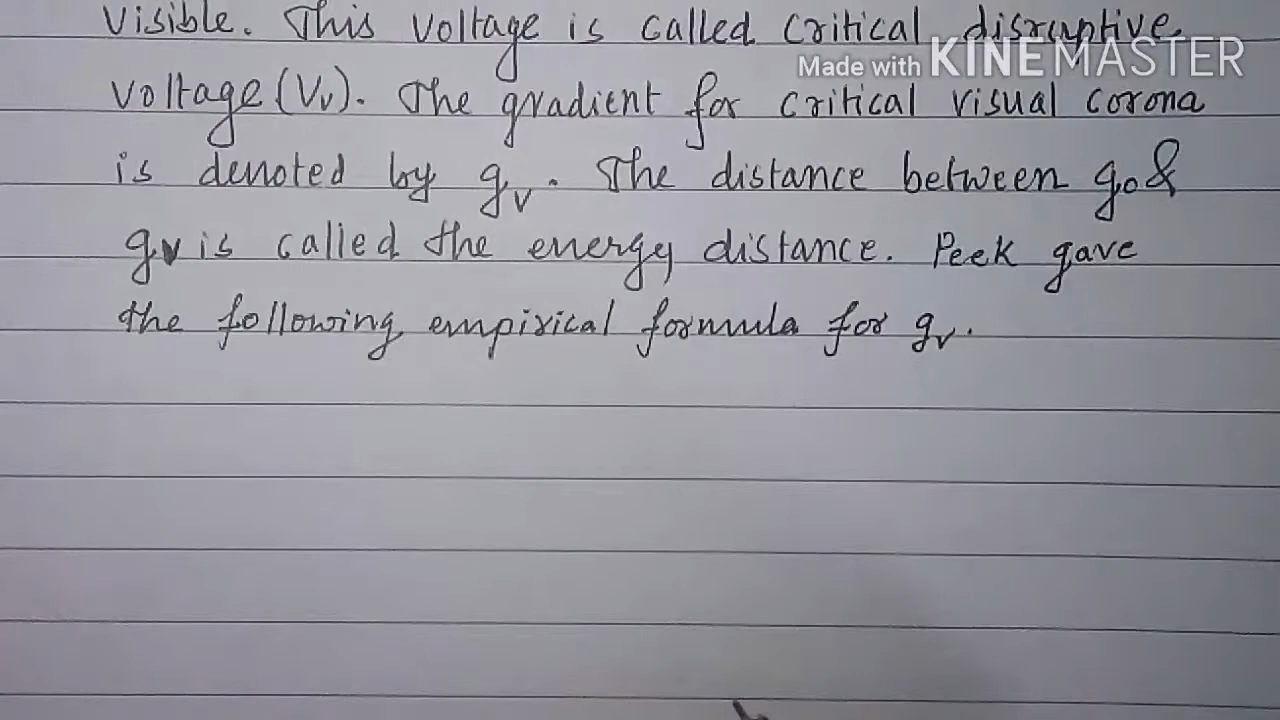 visible. This voltage is called critical disruptive
Made with KINEMASTER
voltage (Vv). The gradient for critical visual corona
is denoted by gv. The distance between go &
gv is called the energy distance. Peek gave
the following empirical formula for gv.